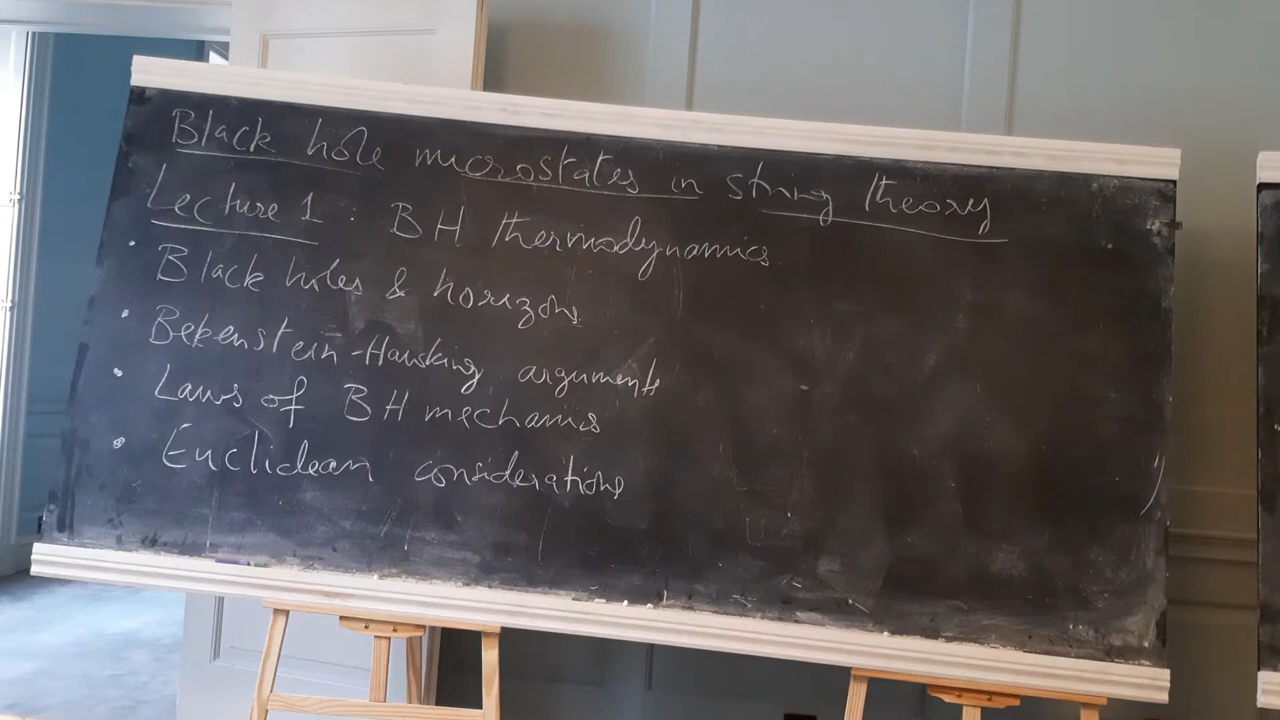 Black hole microstates in string theory
Lecture 1 : BH thermodynamics
• Black holes & horizons
• Bekenstein-Hawking arguments
• Laws of BH mechanics
• Euclidean considerations